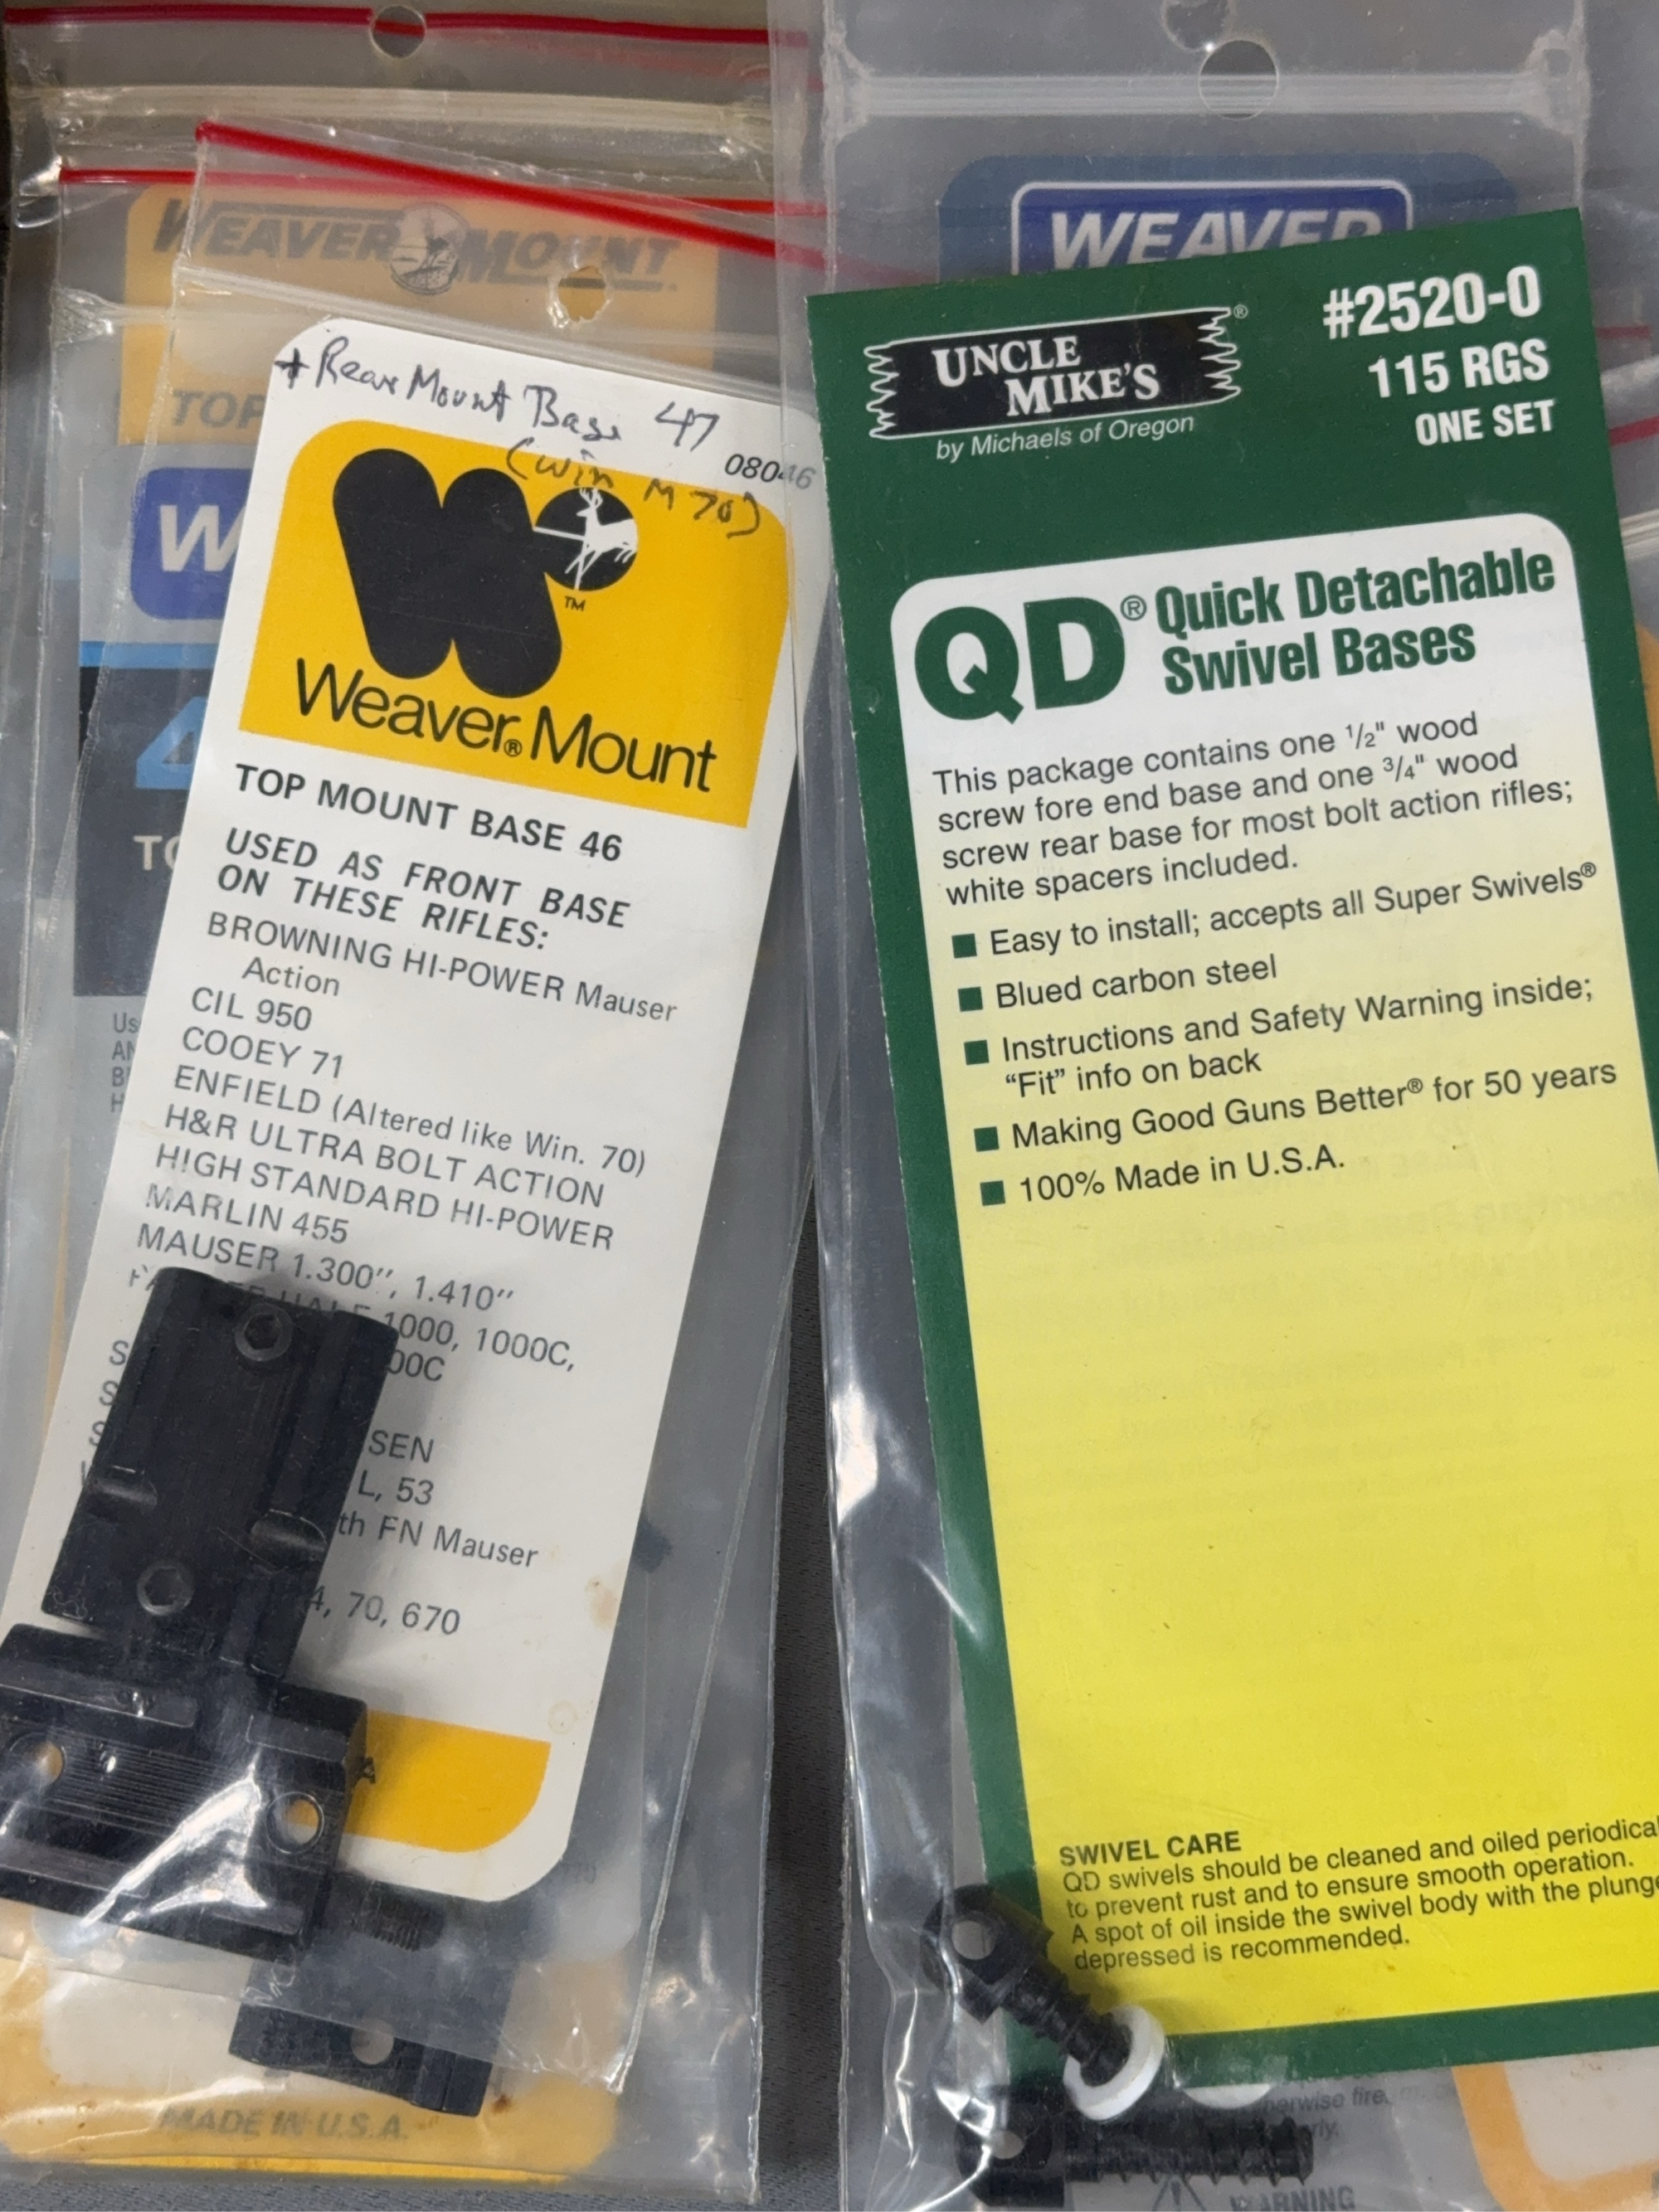 WEAVER MOUNT
TOP
W
4
MADE IN U.S.A.
+ Rear Mount Base 47
(Win M 70)
08046
TM
Weaver® Mount
TOP MOUNT BASE 46
USED AS FRONT BASE
ON THESE RIFLES:
BROWNING HI-POWER Mauser
Action
CIL 950
COOEY 71
ENFIELD (Altered like Win. 70)
H&R ULTRA BOLT ACTION
HIGH STANDARD HI-POWER
MARLIN 455
MAUSER 1.300", 1.410"
1000, 1000C,
00C
SEN
L, 53
th FN Mauser
4, 70, 670
WEAVER
UNCLE
MIKE'S®
by Michaels of Oregon
#2520-0
115 RGS
ONE SET
QD® Quick Detachable
Swivel Bases
This package contains one 1/2" wood
screw fore end base and one 3/4" wood
screw rear base for most bolt action rifles;
white spacers included.
■ Easy to install; accepts all Super Swivels®
■ Blued carbon steel
■ Instructions and Safety Warning inside;
"Fit" info on back
■ Making Good Guns Better® for 50 years
■ 100% Made in U.S.A.
SWIVEL CARE
QD swivels should be cleaned and oiled periodical
to prevent rust and to ensure smooth operation.
A spot of oil inside the swivel body with the plunge
depressed is recommended.
WARNING